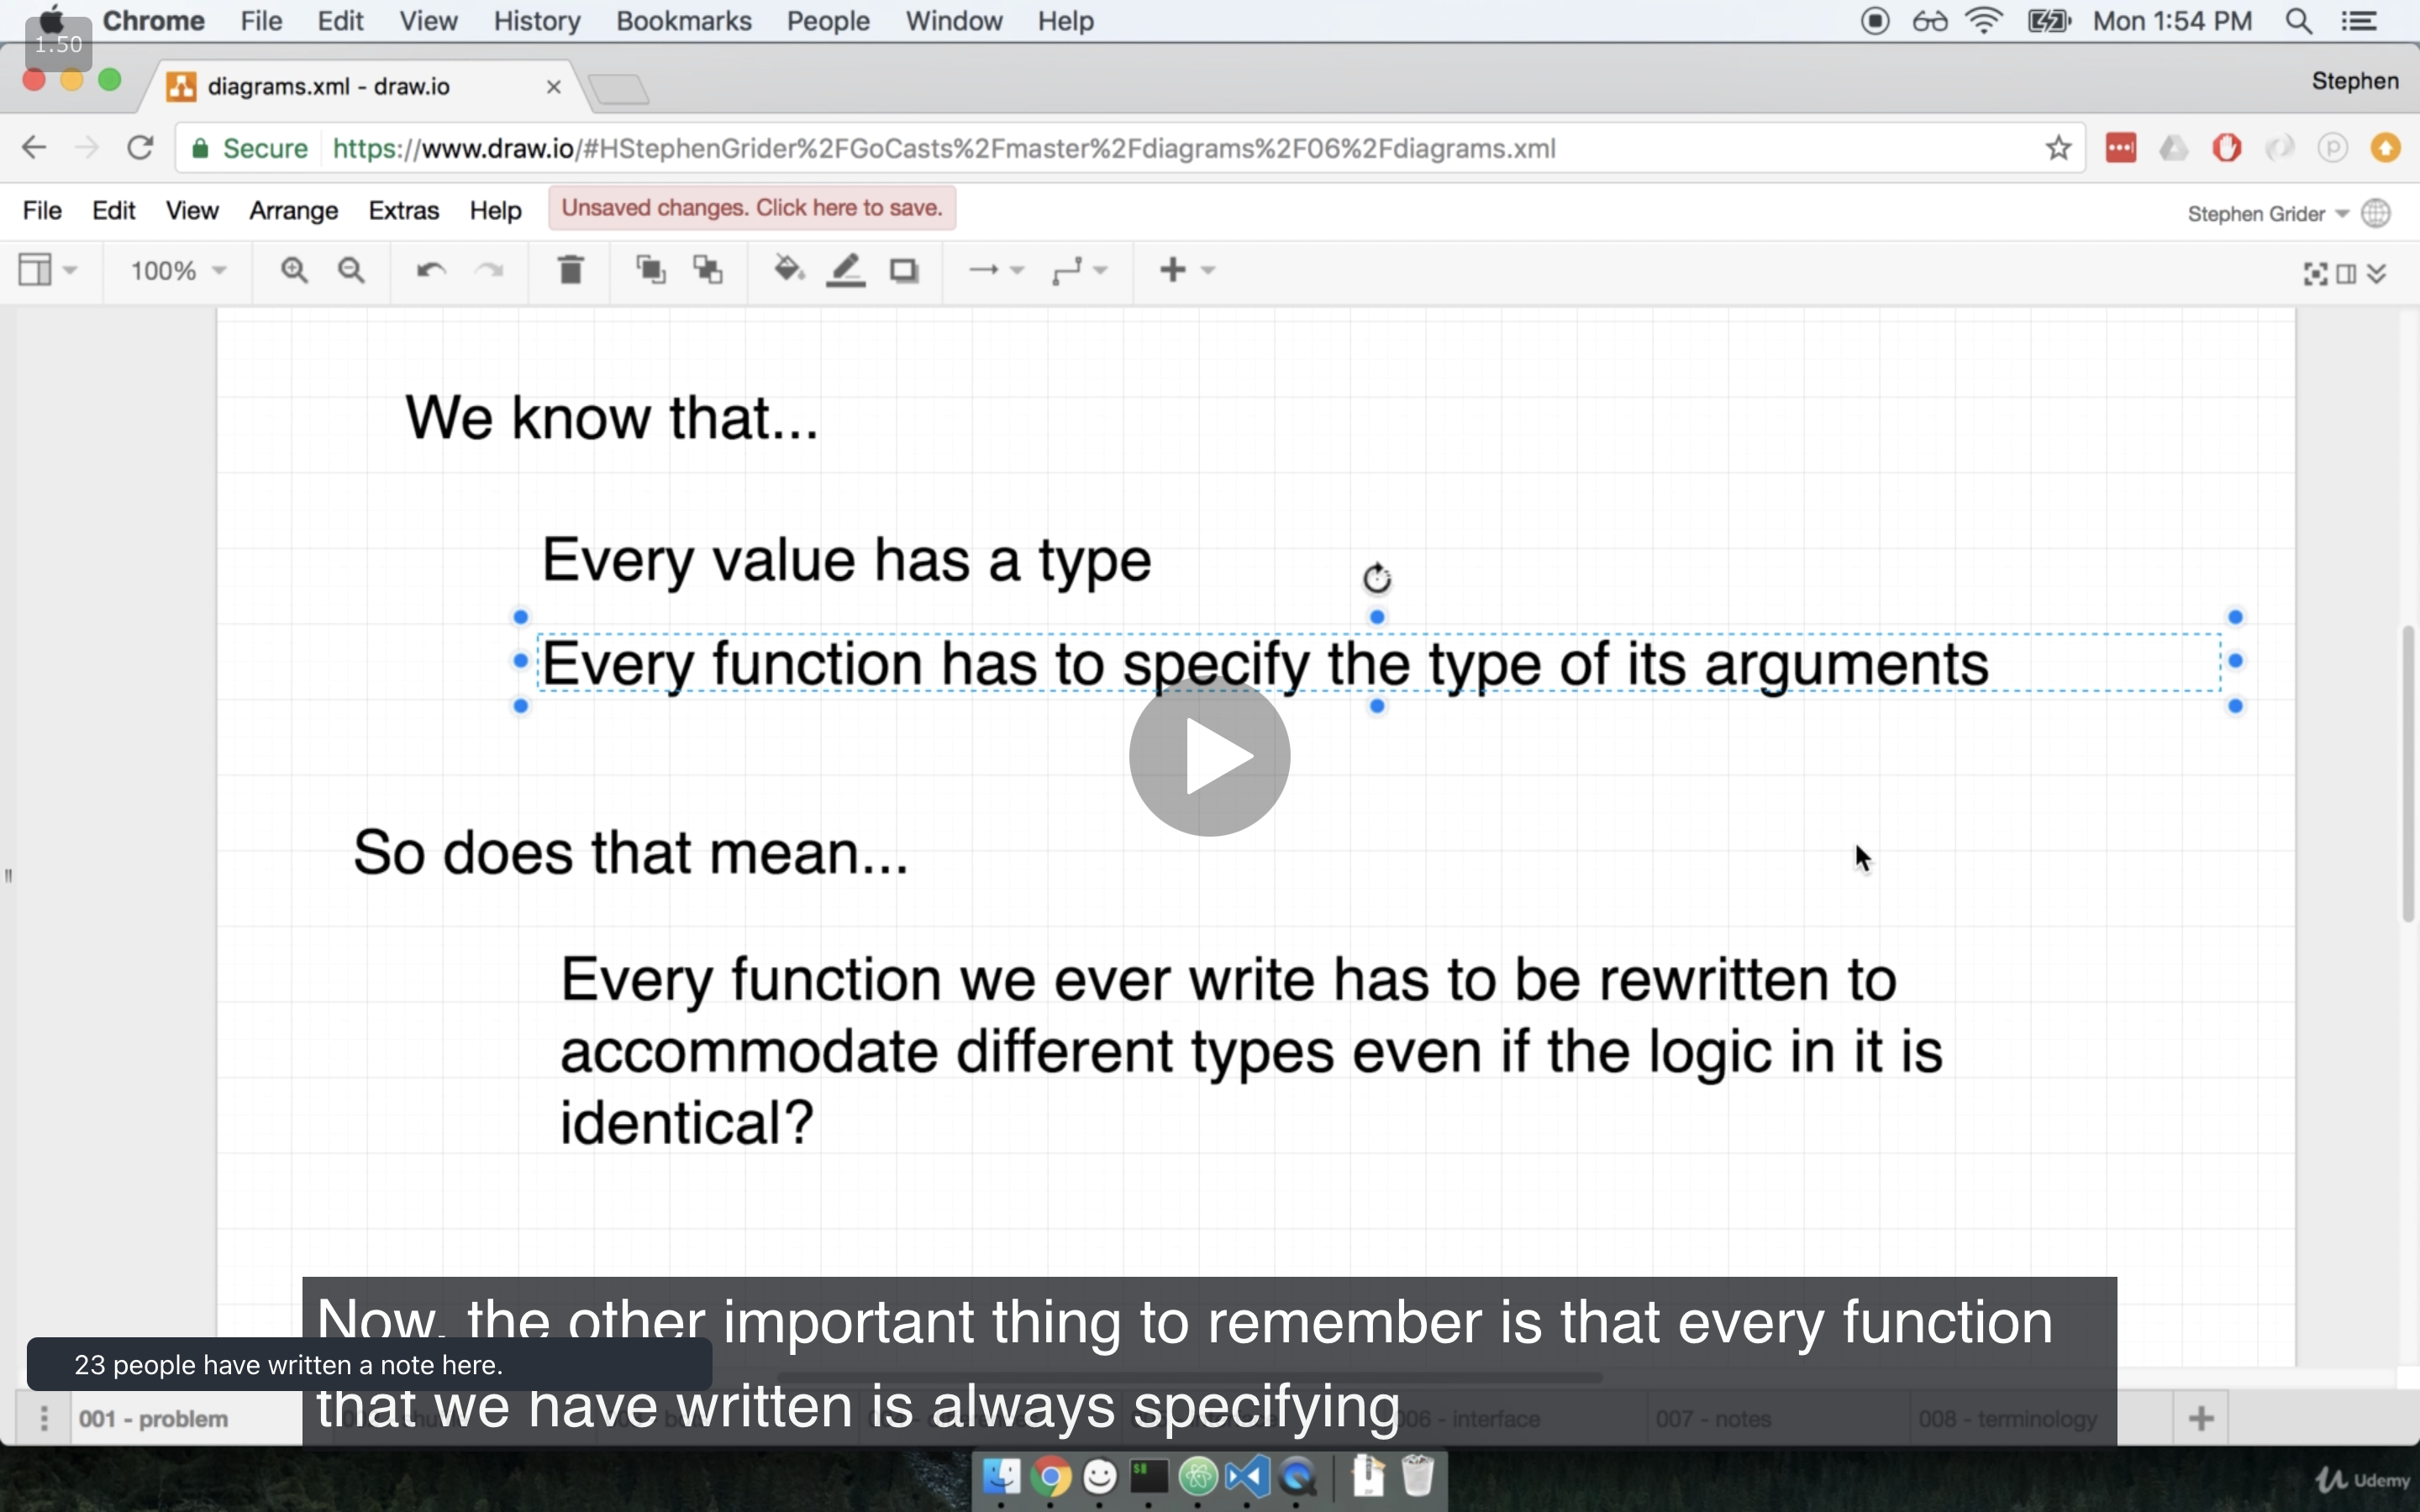 Chrome File Edit View History Bookmarks People Window Help Mon 1:54 PM
1.50
diagrams.xml - draw.io
Stephen
Secure https://www.draw.io/#HStephenGrider%2FGoCasts%2Fmaster%2Fdiagrams%2F06%2Fdiagrams.xml
File Edit View Arrange Extras Help Unsaved changes. Click here to save. Stephen Grider
100%
We know that...
Every value has a type
Every function has to specify the type of its arguments
So does that mean...
Every function we ever write has to be rewritten to
accommodate different types even if the logic in it is
identical?
Now, the other important thing to remember is that every function
23 people have written a note here.
that we have written is always specifying
001 - problem
006 - interface
007 - notes
008 - terminology
Udemy